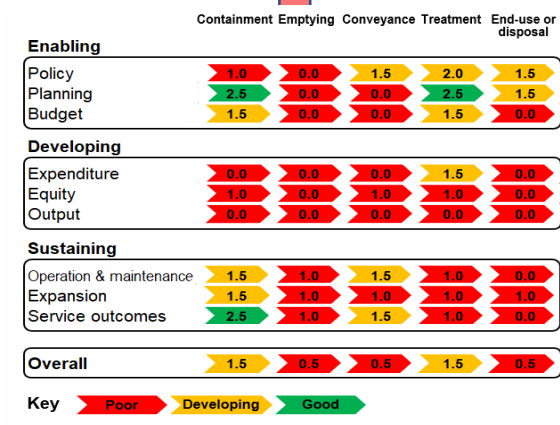 Containment Emptying Conveyance Treatment End-use or
disposal
Enabling
Policy 1.0 0.0 1.5 2.0 1.5
Planning 2.5 0.0 0.0 2.5 1.5
Budget 1.5 0.0 0.0 1.5 0.0
Developing
Expenditure 0.0 0.0 0.0 1.5 0.0
Equity 1.0 0.0 1.0 1.0 0.0
Output 0.0 0.0 0.0 0.0 0.0
Sustaining
Operation & maintenance 1.5 1.0 1.5 1.0 0.0
Expansion 1.5 1.0 1.0 1.0 1.0
Service outcomes 2.5 1.0 1.5 1.0 0.0
Overall 1.5 0.5 0.5 1.5 0.5
Key Poor Developing Good